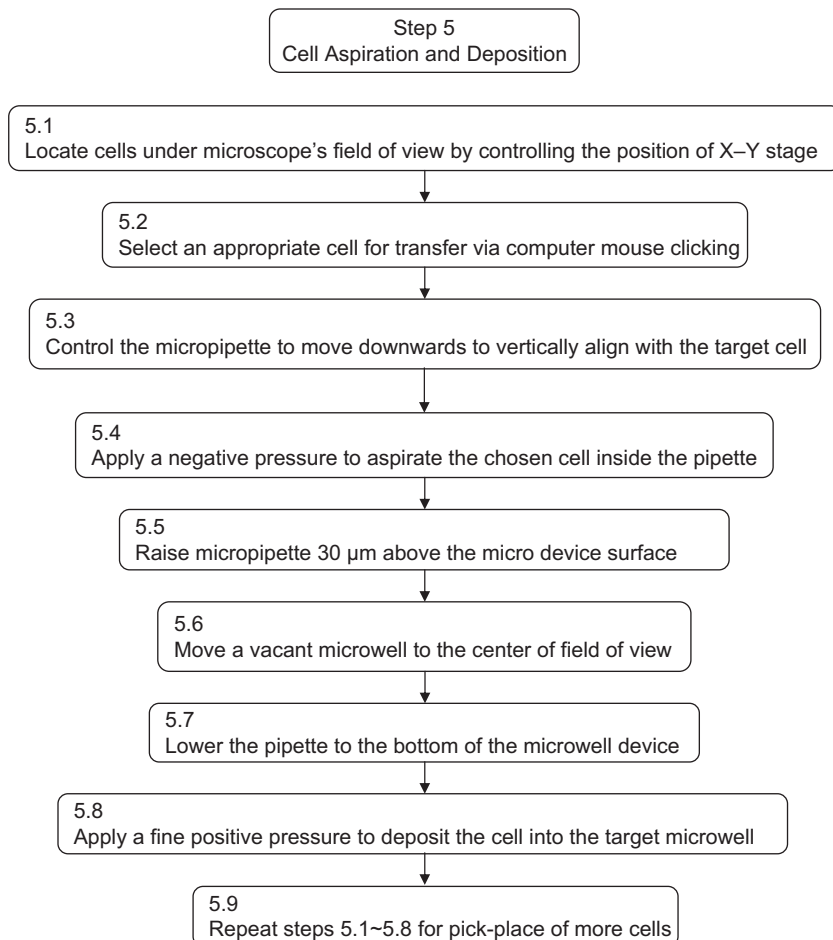 Step 5
Cell Aspiration and Deposition
5.1
Locate cells under microscope's field of view by controlling the position of X–Y stage
5.2
Select an appropriate cell for transfer via computer mouse clicking
5.3
Control the micropipette to move downwards to vertically align with the target cell
5.4
Apply a negative pressure to aspirate the chosen cell inside the pipette
5.5
Raise micropipette 30 µm above the micro device surface
5.6
Move a vacant microwell to the center of field of view
5.7
Lower the pipette to the bottom of the microwell device
5.8
Apply a fine positive pressure to deposit the cell into the target microwell
5.9
Repeat steps 5.1~5.8 for pick-place of more cells